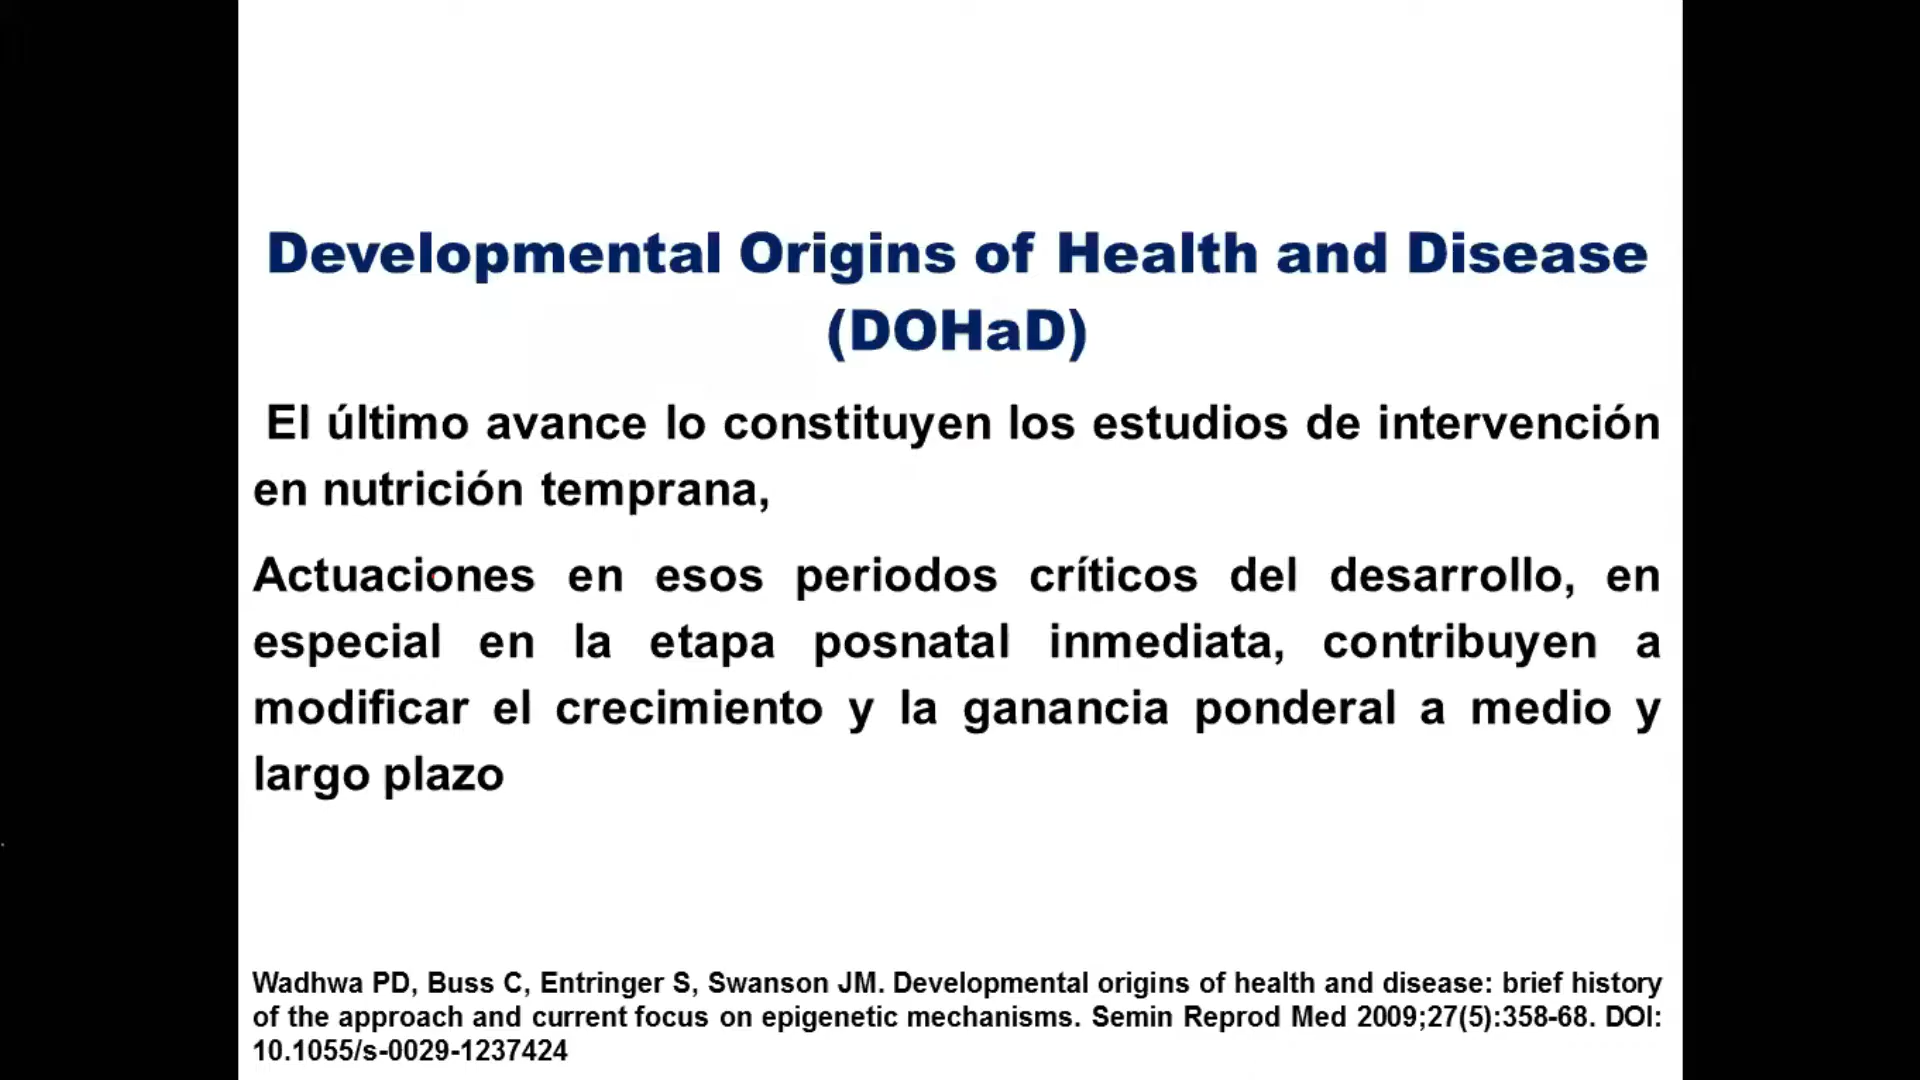 Developmental Origins of Health and Disease
(DOHaD)
El último avance lo constituyen los estudios de intervención
en nutrición temprana,
Actuaciones en esos periodos críticos del desarrollo, en
especial en la etapa posnatal inmediata, contribuyen a
modificar el crecimiento y la ganancia ponderal a medio y
largo plazo
Wadhwa PD, Buss C, Entringer S, Swanson JM. Developmental origins of health and disease: brief history
of the approach and current focus on epigenetic mechanisms. Semin Reprod Med 2009;27(5):358-68. DOI:
10.1055/s-0029-1237424